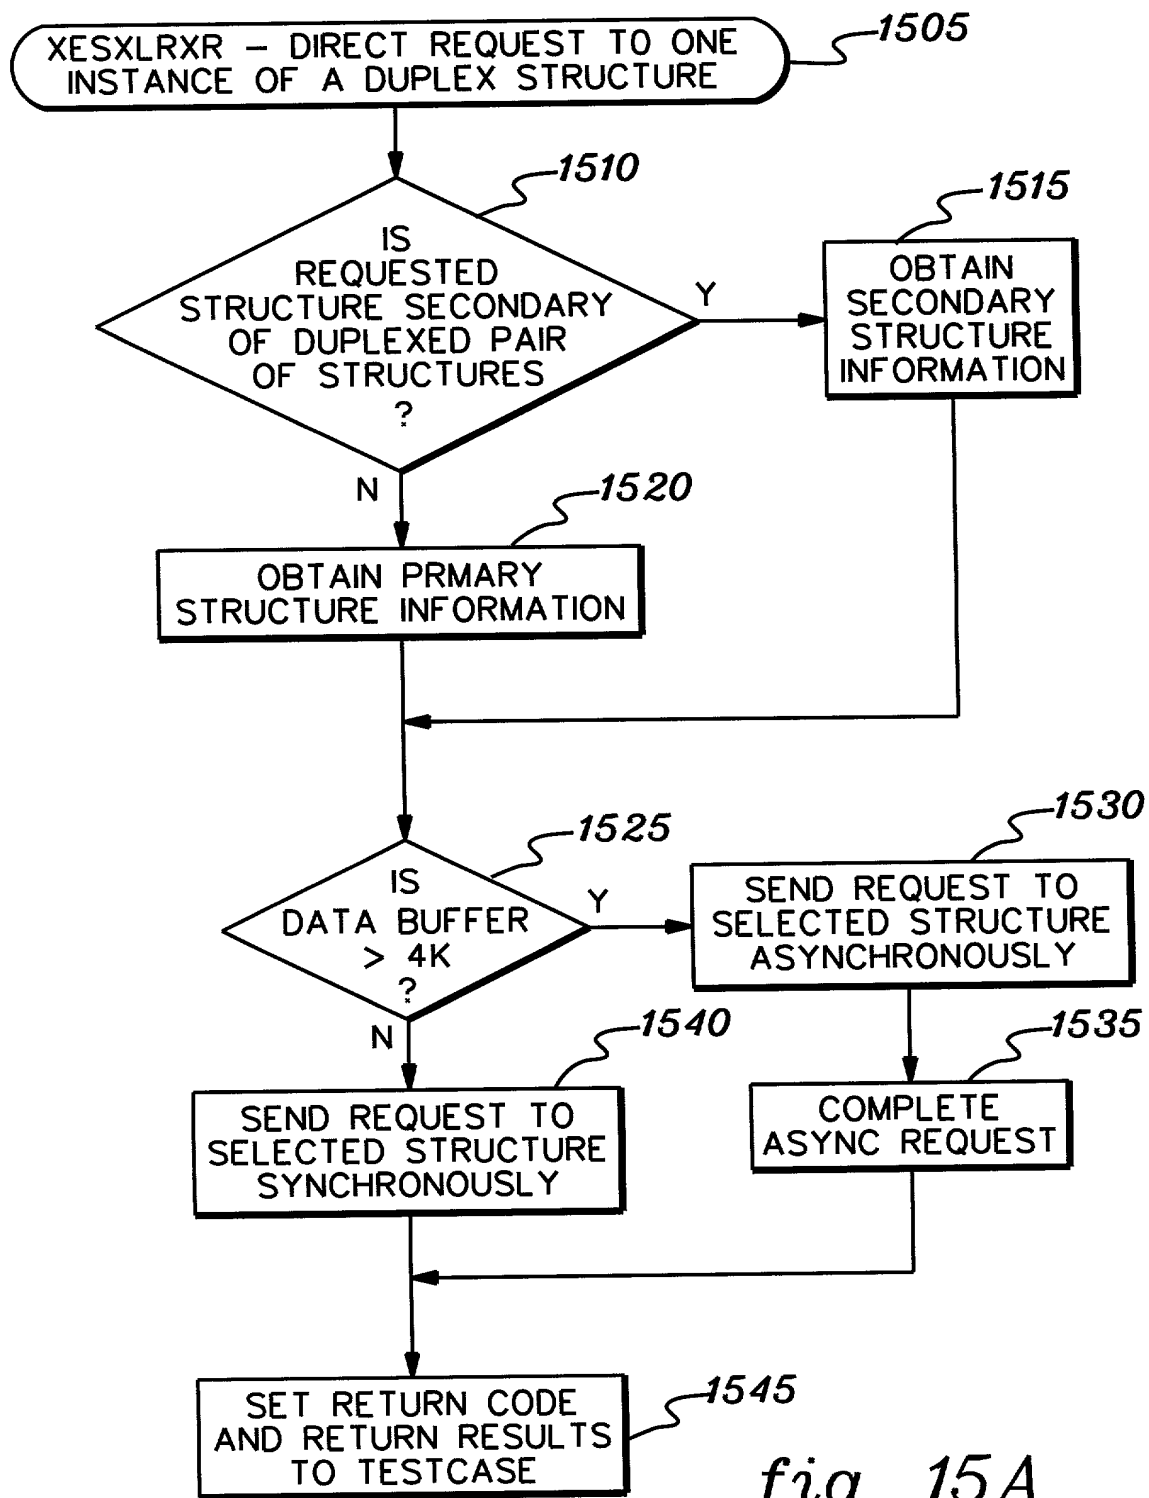 XESXLRXR – DIRECT REQUEST TO ONE
INSTANCE OF A DUPLEX STRUCTURE
1505
1510
IS
REQUESTED
STRUCTURE SECONDARY
OF DUPLEXED PAIR
OF STRUCTURES
?
Y
1515
OBTAIN
SECONDARY
STRUCTURE
INFORMATION
N
1520
OBTAIN PRMARY
STRUCTURE INFORMATION
1525
IS
DATA BUFFER
> 4K
?
Y
1530
SEND REQUEST TO
SELECTED STRUCTURE
ASYNCHRONOUSLY
N
1540
SEND REQUEST TO
SELECTED STRUCTURE
SYNCHRONOUSLY
1535
COMPLETE
ASYNC REQUEST
1545
SET RETURN CODE
AND RETURN RESULTS
TO TESTCASE
fig. 15A